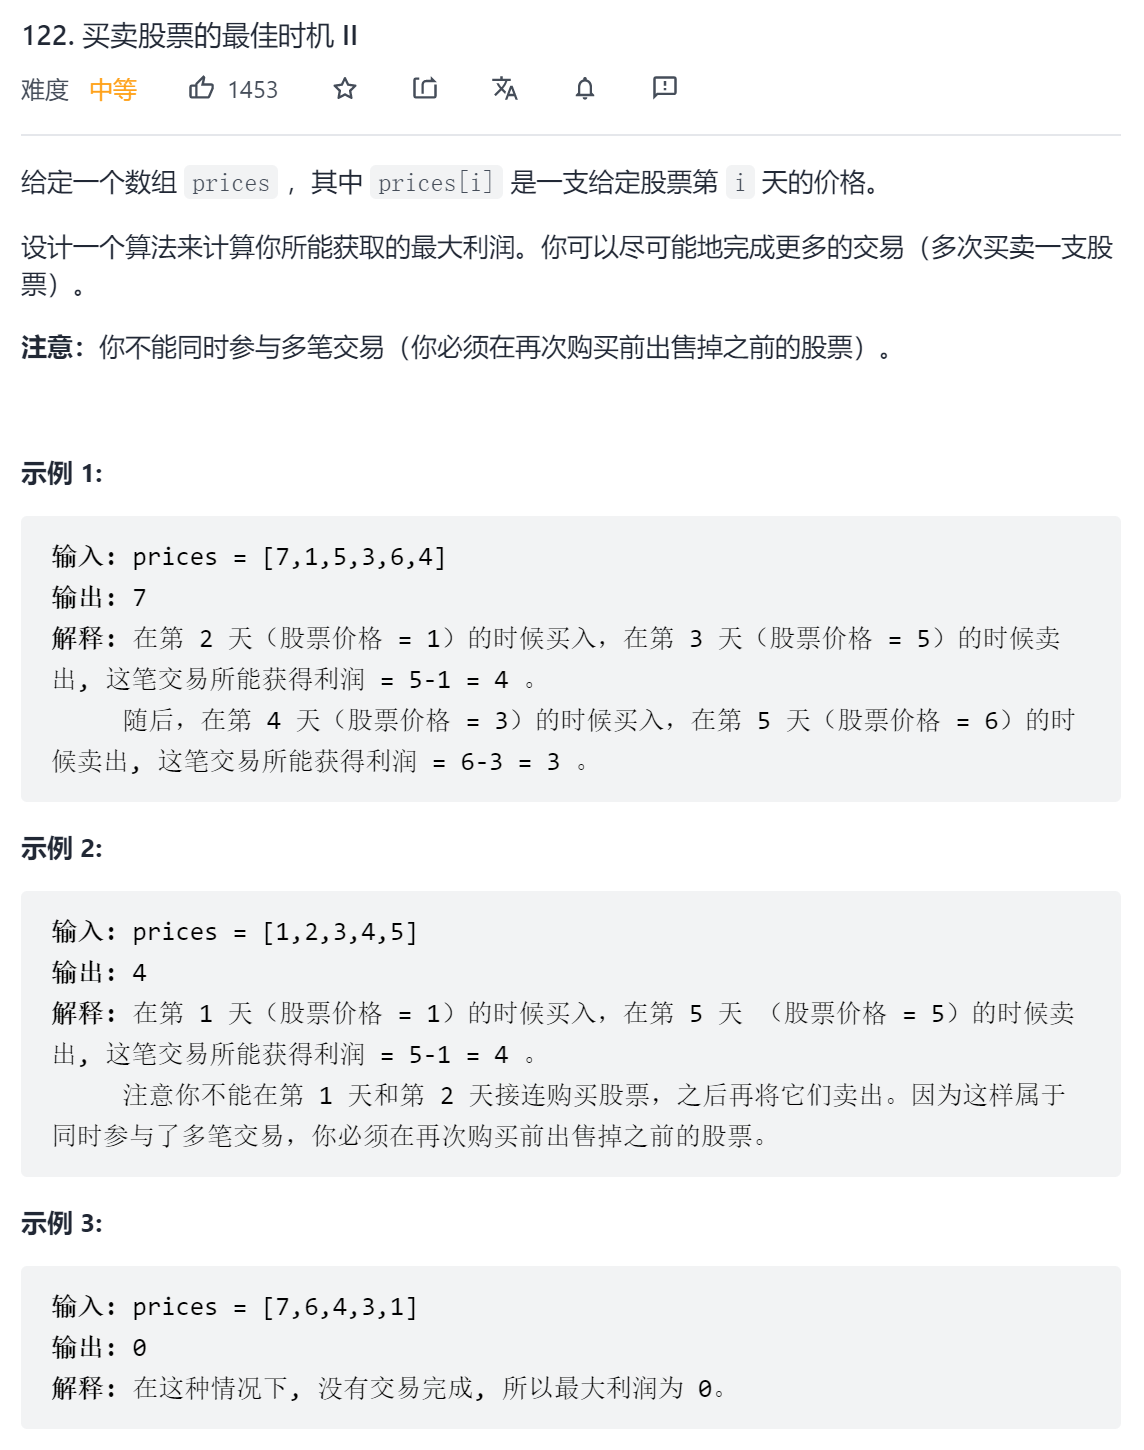 122. 买卖股票的最佳时机 II
难度 中等 1453
给定一个数组 prices ，其中 prices[i] 是一支给定股票第 i 天的价格。
设计一个算法来计算你所能获取的最大利润。你可以尽可能地完成更多的交易（多次买卖一支股
票）。
注意：你不能同时参与多笔交易（你必须在再次购买前出售掉之前的股票）。
示例 1:
输入: prices = [7,1,5,3,6,4]
输出: 7
解释: 在第 2 天（股票价格 = 1）的时候买入，在第 3 天（股票价格 = 5）的时候卖
出, 这笔交易所能获得利润 = 5-1 = 4 。
随后，在第 4 天（股票价格 = 3）的时候买入，在第 5 天（股票价格 = 6）的时
候卖出, 这笔交易所能获得利润 = 6-3 = 3 。
示例 2:
输入: prices = [1,2,3,4,5]
输出: 4
解释: 在第 1 天（股票价格 = 1）的时候买入，在第 5 天 （股票价格 = 5）的时候卖
出, 这笔交易所能获得利润 = 5-1 = 4 。
注意你不能在第 1 天和第 2 天接连购买股票，之后再将它们卖出。因为这样属于
同时参与了多笔交易，你必须在再次购买前出售掉之前的股票。
示例 3:
输入: prices = [7,6,4,3,1]
输出: 0
解释: 在这种情况下, 没有交易完成, 所以最大利润为 0。